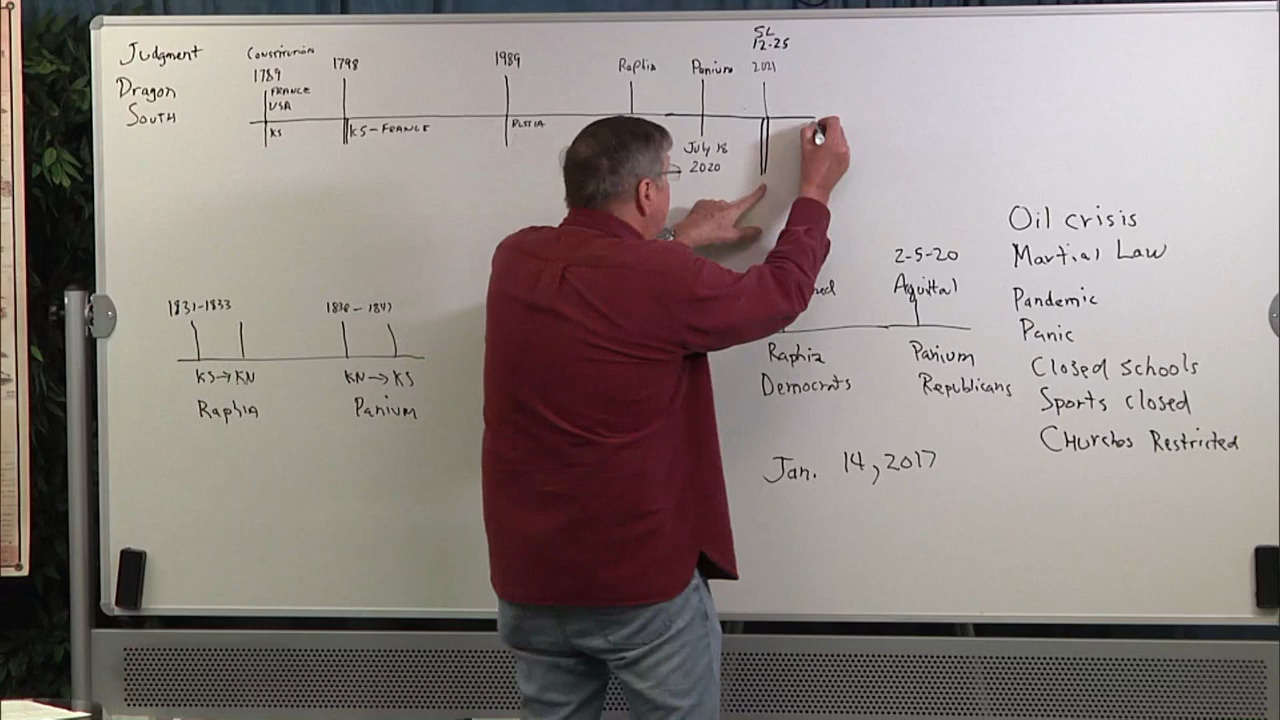 Judgment
Dragon
South
Constitution
1789
France
USA
KS
1798
KS-France
1989
Russia
Raphia
Panium
July 18
2020
SL
12-25
2021
1831-1833
KS→KN
Raphia
KN→KS
Panium
2-5-20
Aquittal
Raphia
Democrats
Panium
Republicans
Jan. 14, 2017
Oil crisis
Martial Law
Pandemic
Panic
Closed Schools
Sports closed
Churches Restricted